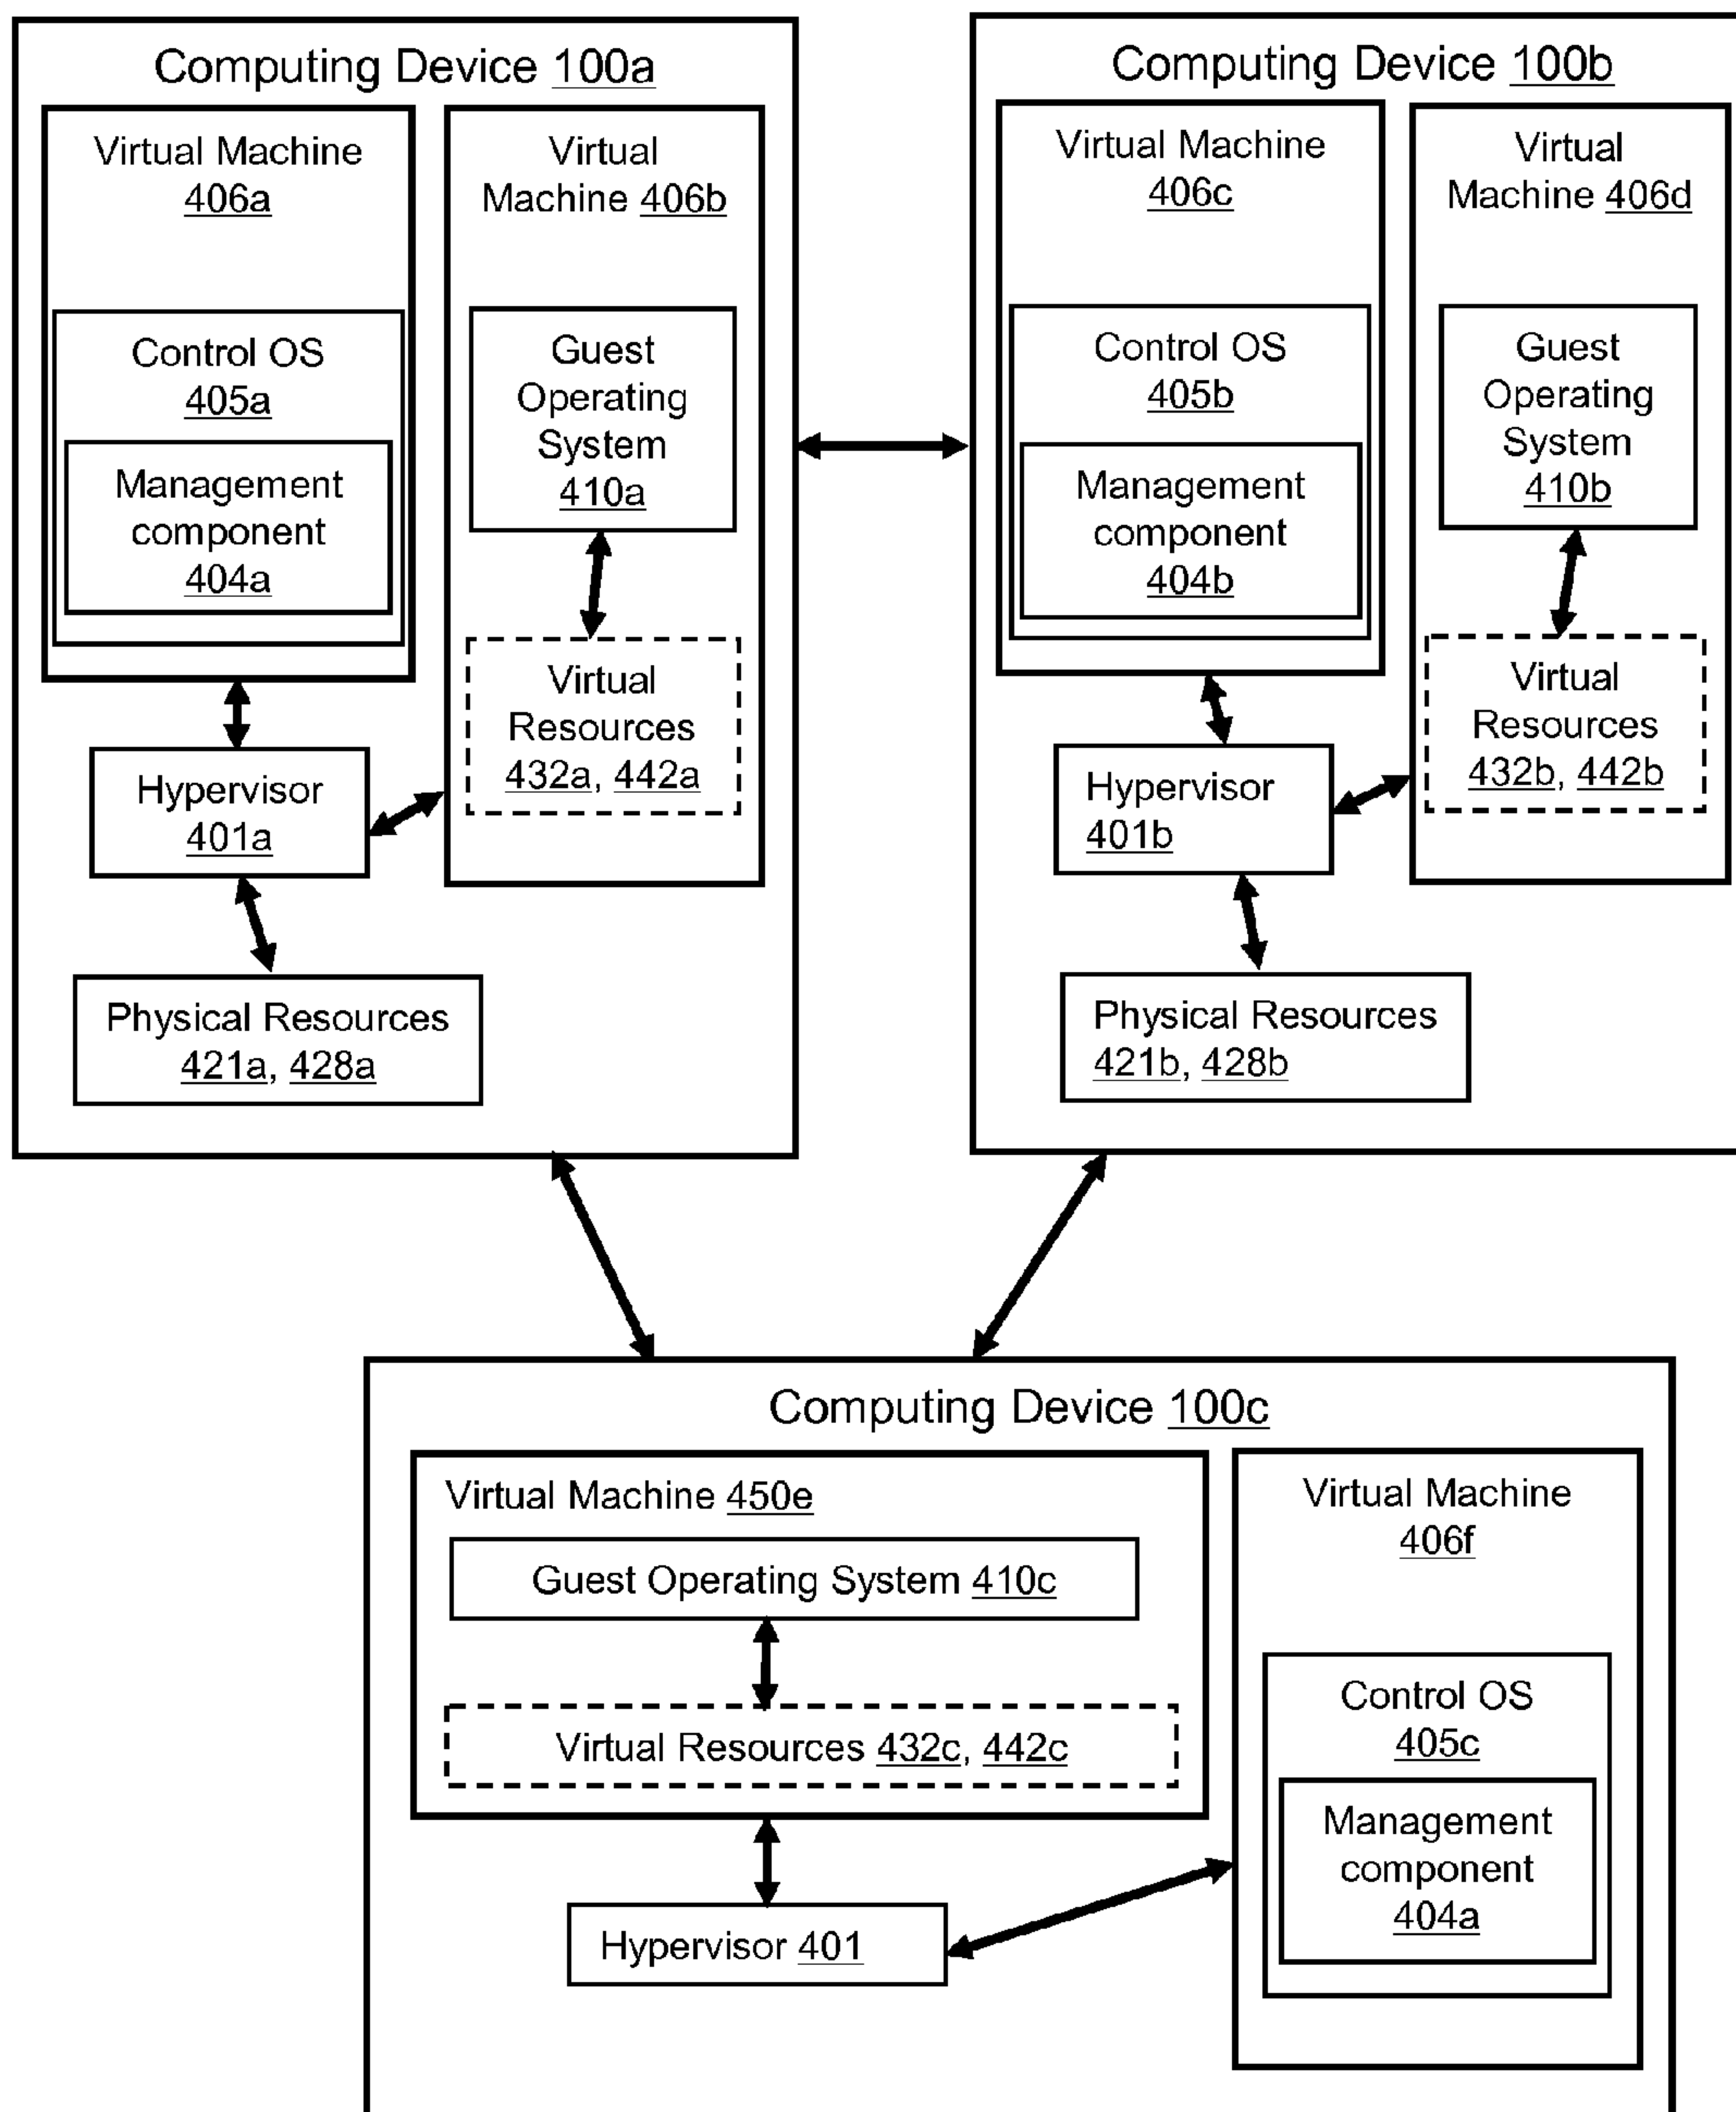 Computing Device 100a
Virtual Machine
406a
Control OS
405a
Management
component
404a
Virtual
Machine 406b
Guest
Operating
System
410a
Virtual
Resources
432a, 442a
Hypervisor
401a
Physical Resources
421a, 428a
Computing Device 100b
Virtual Machine
406c
Control OS
405b
Management
component
404b
Virtual
Machine 406d
Guest
Operating
System
410b
Virtual
Resources
432b, 442b
Hypervisor
401b
Physical Resources
421b, 428b
Computing Device 100c
Virtual Machine 450e
Guest Operating System 410c
Virtual Resources 432c, 442c
Hypervisor 401
Virtual Machine
406f
Control OS
405c
Management
component
404a